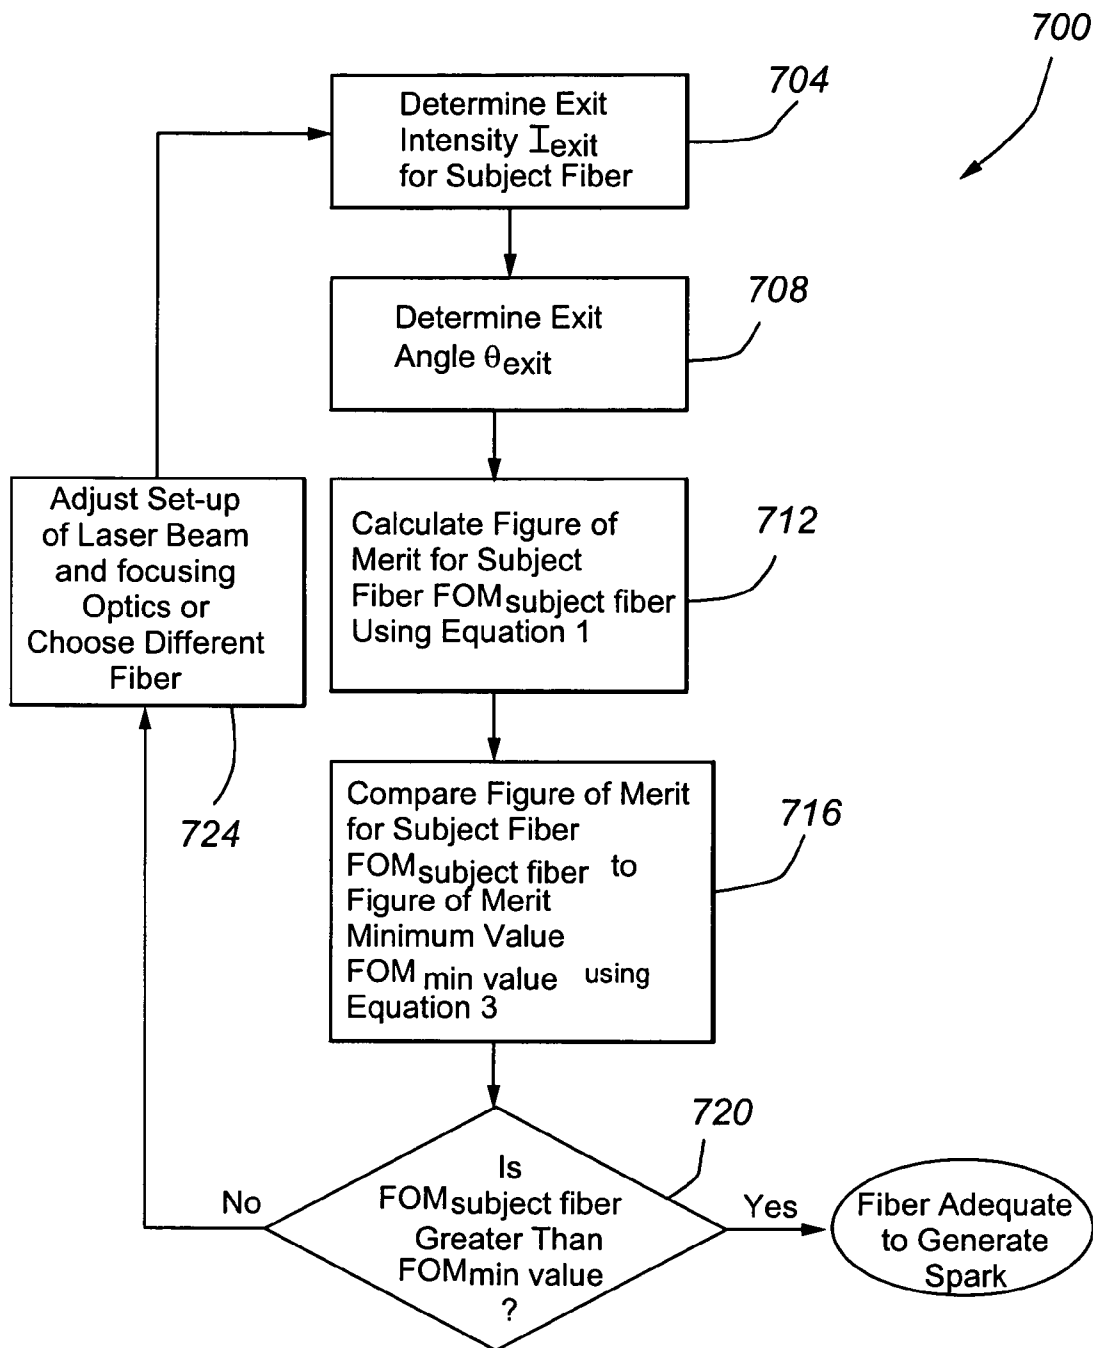 700
704
Determine Exit
Intensity Iexit
for Subject Fiber
708
Determine Exit
Angle θexit
Adjust Set-up
of Laser Beam
and focusing
Optics or
Choose Different
Fiber
724
712
Calculate Figure of
Merit for Subject
Fiber FOMsubject fiber
Using Equation 1
716
Compare Figure of Merit
for Subject Fiber
FOMsubject fiber to
Figure of Merit
Minimum Value
FOM min value using
Equation 3
720
Is
FOMsubject fiber
Greater Than
FOMmin value
?
No
Yes
Fiber Adequate
to Generate
Spark